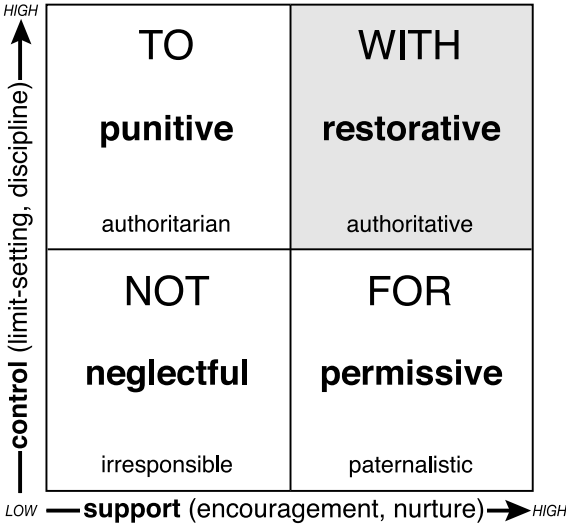 HIGH
TO
punitive
authoritarian
WITH
restorative
authoritative
NOT
neglectful
irresponsible
FOR
permissive
paternalistic
control (limit-setting, discipline)
LOW
support (encouragement, nurture)
HIGH